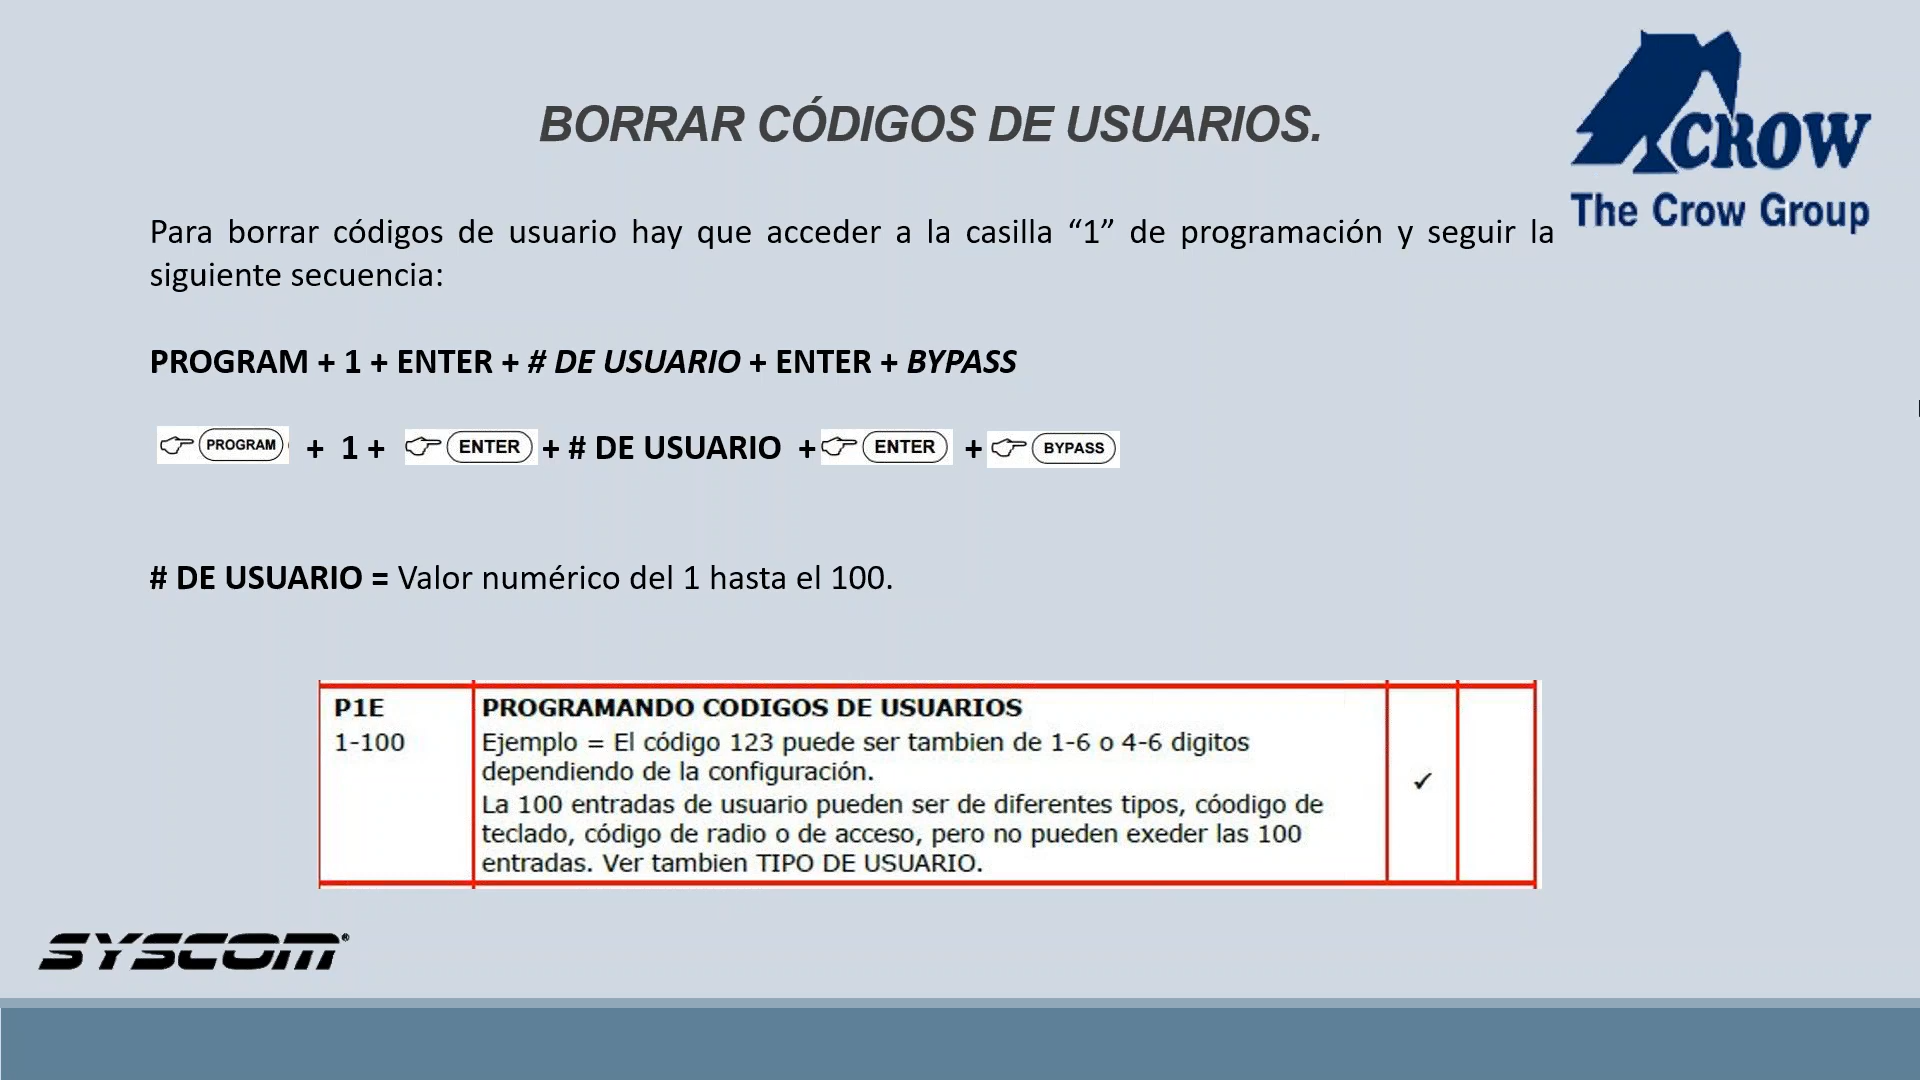 BORRAR CÓDIGOS DE USUARIOS.
CROW
The Crow Group
Para borrar códigos de usuario hay que acceder a la casilla “1” de programación y seguir la
siguiente secuencia:
PROGRAM + 1 + ENTER + # DE USUARIO + ENTER + BYPASS
PROGRAM + 1 + ENTER + # DE USUARIO + ENTER + BYPASS
# DE USUARIO = Valor numérico del 1 hasta el 100.
P1E PROGRAMANDO CODIGOS DE USUARIOS
1-100 Ejemplo = El código 123 puede ser tambien de 1-6 o 4-6 digitos
dependiendo de la configuración.
✓
La 100 entradas de usuario pueden ser de diferentes tipos, cóodigo de
teclado, código de radio o de acceso, pero no pueden exeder las 100
entradas. Ver tambien TIPO DE USUARIO.
SYSCOM®